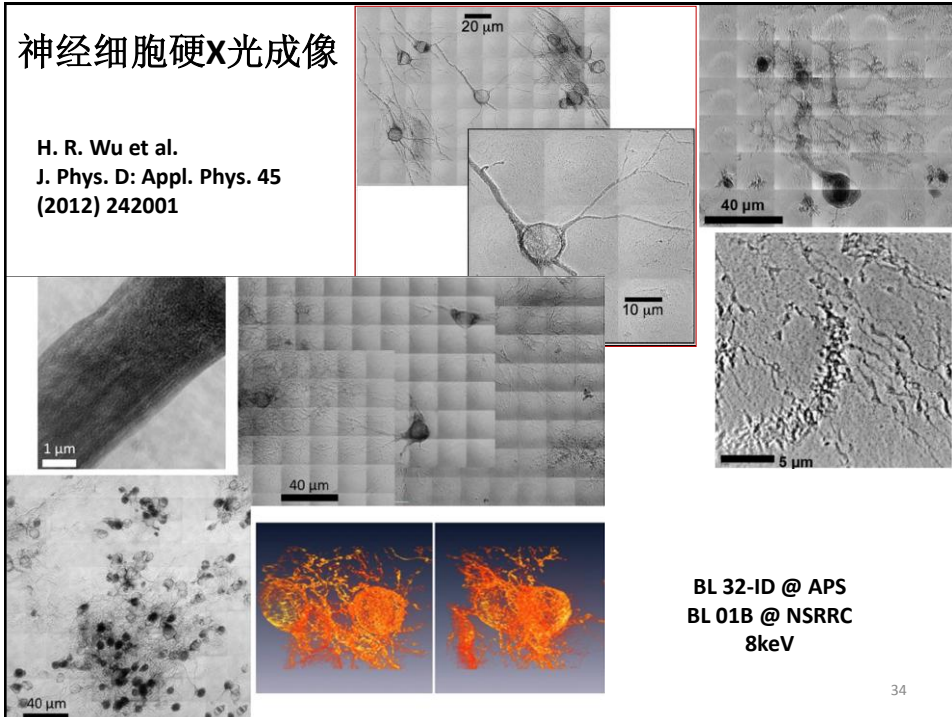 神经细胞硬X光成像
H. R. Wu et al.
J. Phys. D: Appl. Phys. 45
(2012) 242001
20 μm
10 μm
40 μm
1 μm
40 μm
5 μm
40 μm
BL 32-ID @ APS
BL 01B @ NSRRC
8keV
34